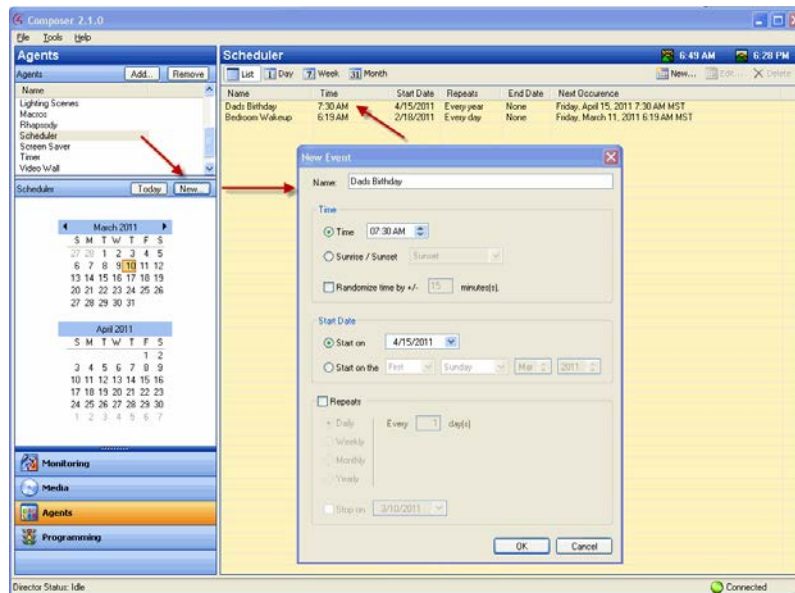 Composer 2.1.0
File Tools Help
Agents
Agents Add... Remove
Name
Lighting Scenes
Macros
Rhapsody
Scheduler
Screen Saver
Timer
Video Wall
Scheduler Today New...
March 2011
S M T W T F S
27 28 1 2 3 4 5
6 7 8 9 10 11 12
13 14 15 16 17 18 19
20 21 22 23 24 25 26
27 28 29 30 31
April 2011
S M T W T F S
1 2
3 4 5 6 7 8 9
10 11 12 13 14 15 16
17 18 19 20 21 22 23
24 25 26 27 28 29 30
1 2 3 4 5 6 7
Monitoring
Media
Agents
Programming
Director Status: Idle
Scheduler 6:49 AM 6:28 PM
List 1 Day 7 Week 31 Month New... Edit... Delete
Name Time Start Date Repeats End Date Next Occurence
Dads Birthday 7:30 AM 4/15/2011 Every year None Friday, April 15, 2011 7:30 AM MST
Bedroom Wakeup 6:19 AM 2/18/2011 Every day None Friday, March 11, 2011 6:19 AM MST
New Event
Name: Dads Birthday
Time
Time 07:30 AM
Sunrise / Sunset Sunset
Randomize time by +/- 15 minutes(s).
Start Date
Start on 4/15/2011
Start on the First Sunday Mar 2011
Repeats
Daily Every 1 day(s)
Weekly
Monthly
Yearly
Stop on 3/10/2011
OK Cancel
Connected